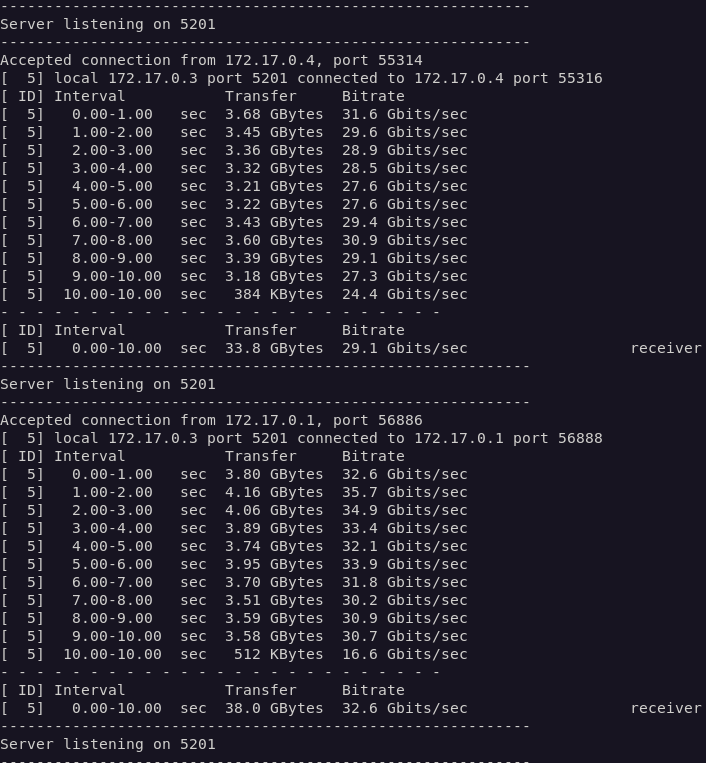 -----------------------------------------------------------
Server listening on 5201
-----------------------------------------------------------
Accepted connection from 172.17.0.4, port 55314
[  5] local 172.17.0.3 port 5201 connected to 172.17.0.4 port 55316
[ ID] Interval           Transfer     Bitrate
[  5]   0.00-1.00   sec  3.68 GBytes  31.6 Gbits/sec
[  5]   1.00-2.00   sec  3.45 GBytes  29.6 Gbits/sec
[  5]   2.00-3.00   sec  3.36 GBytes  28.9 Gbits/sec
[  5]   3.00-4.00   sec  3.32 GBytes  28.5 Gbits/sec
[  5]   4.00-5.00   sec  3.21 GBytes  27.6 Gbits/sec
[  5]   5.00-6.00   sec  3.22 GBytes  27.6 Gbits/sec
[  5]   6.00-7.00   sec  3.43 GBytes  29.4 Gbits/sec
[  5]   7.00-8.00   sec  3.60 GBytes  30.9 Gbits/sec
[  5]   8.00-9.00   sec  3.39 GBytes  29.1 Gbits/sec
[  5]   9.00-10.00  sec  3.18 GBytes  27.3 Gbits/sec
[  5]  10.00-10.00  sec   384 KBytes  24.4 Gbits/sec
- - - - - - - - - - - - - - - - - - - - - - - - -
[ ID] Interval           Transfer     Bitrate
[  5]   0.00-10.00  sec  33.8 GBytes  29.1 Gbits/sec                  receiver
-----------------------------------------------------------
Server listening on 5201
-----------------------------------------------------------
Accepted connection from 172.17.0.1, port 56886
[  5] local 172.17.0.3 port 5201 connected to 172.17.0.1 port 56888
[ ID] Interval           Transfer     Bitrate
[  5]   0.00-1.00   sec  3.80 GBytes  32.6 Gbits/sec
[  5]   1.00-2.00   sec  4.16 GBytes  35.7 Gbits/sec
[  5]   2.00-3.00   sec  4.06 GBytes  34.9 Gbits/sec
[  5]   3.00-4.00   sec  3.89 GBytes  33.4 Gbits/sec
[  5]   4.00-5.00   sec  3.74 GBytes  32.1 Gbits/sec
[  5]   5.00-6.00   sec  3.95 GBytes  33.9 Gbits/sec
[  5]   6.00-7.00   sec  3.70 GBytes  31.8 Gbits/sec
[  5]   7.00-8.00   sec  3.51 GBytes  30.2 Gbits/sec
[  5]   8.00-9.00   sec  3.59 GBytes  30.9 Gbits/sec
[  5]   9.00-10.00  sec  3.58 GBytes  30.7 Gbits/sec
[  5]  10.00-10.00  sec   512 KBytes  16.6 Gbits/sec
- - - - - - - - - - - - - - - - - - - - - - - - -
[ ID] Interval           Transfer     Bitrate
[  5]   0.00-10.00  sec  38.0 GBytes  32.6 Gbits/sec                  receiver
-----------------------------------------------------------
Server listening on 5201
-----------------------------------------------------------